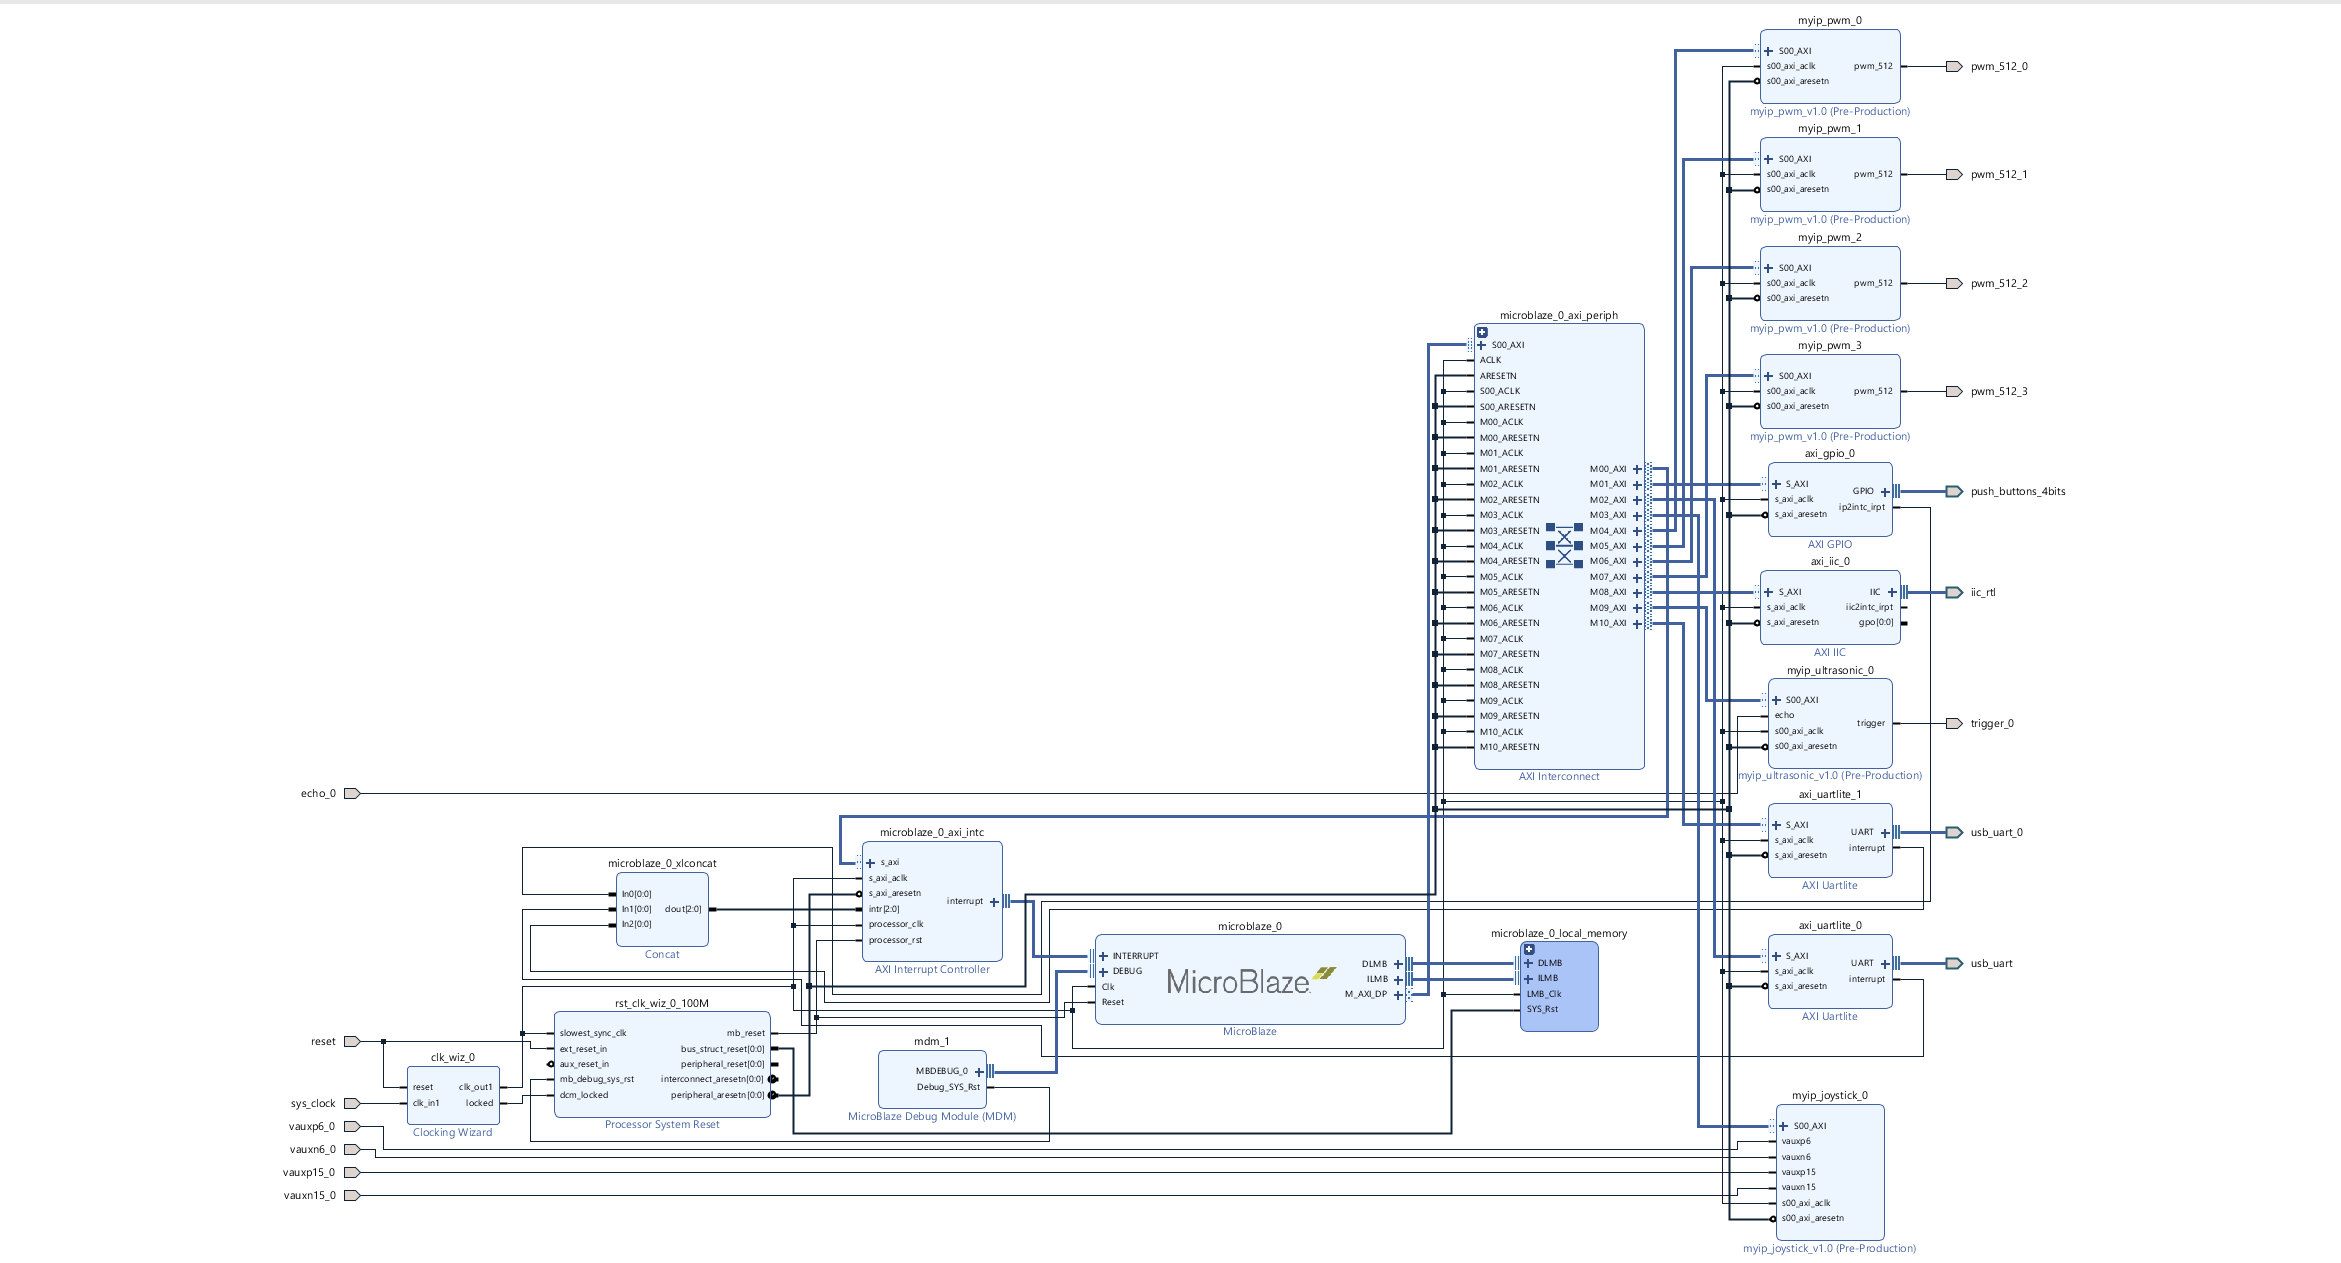 myip_pwm_0
S00_AXI
s00_axi_aclk
s00_axi_aresetn
pwm_512
pwm_512_0
myip_pwm_v1.0 (Pre-Production)
myip_pwm_1
S00_AXI
s00_axi_aclk
s00_axi_aresetn
pwm_512
pwm_512_1
myip_pwm_v1.0 (Pre-Production)
myip_pwm_2
S00_AXI
s00_axi_aclk
s00_axi_aresetn
pwm_512
pwm_512_2
myip_pwm_v1.0 (Pre-Production)
myip_pwm_3
S00_AXI
s00_axi_aclk
s00_axi_aresetn
pwm_512
pwm_512_3
myip_pwm_v1.0 (Pre-Production)
microblaze_0_axi_periph
S00_AXI
ACLK
ARESETN
S00_ACLK
S00_ARESETN
M00_ACLK
M00_ARESETN
M01_ACLK
M01_ARESETN
M02_ACLK
M02_ARESETN
M03_ACLK
M03_ARESETN
M04_ACLK
M04_ARESETN
M05_ACLK
M05_ARESETN
M06_ACLK
M06_ARESETN
M07_ACLK
M07_ARESETN
M08_ACLK
M08_ARESETN
M09_ACLK
M09_ARESETN
M10_ACLK
M10_ARESETN
M00_AXI
M01_AXI
M02_AXI
M03_AXI
M04_AXI
M05_AXI
M06_AXI
M07_AXI
M08_AXI
M09_AXI
M10_AXI
AXI Interconnect
axi_gpio_0
S_AXI
s_axi_aclk
s_axi_aresetn
GPIO
ip2intc_irpt
push_buttons_4bits
AXI GPIO
axi_iic_0
S_AXI
s_axi_aclk
s_axi_aresetn
IIC
iic2intc_irpt
gpo[0:0]
iic_rtl
AXI IIC
myip_ultrasonic_0
S00_AXI
echo
s00_axi_aclk
s00_axi_aresetn
trigger
trigger_0
myip_ultrasonic_v1.0 (Pre-Production)
echo_0
axi_uartlite_1
S_AXI
s_axi_aclk
s_axi_aresetn
UART
interrupt
usb_uart_0
AXI Uartlite
microblaze_0_axi_intc
s_axi
s_axi_aclk
s_axi_aresetn
intr[2:0]
processor_clk
processor_rst
interrupt
AXI Interrupt Controller
microblaze_0_xlconcat
In0[0:0]
In1[0:0]
In2[0:0]
dout[2:0]
Concat
microblaze_0
INTERRUPT
DEBUG
Clk
Reset
MicroBlaze
DLMB
ILMB
M_AXI_DP
MicroBlaze
microblaze_0_local_memory
DLMB
ILMB
LMB_Clk
SYS_Rst
axi_uartlite_0
S_AXI
s_axi_aclk
s_axi_aresetn
UART
interrupt
usb_uart
AXI Uartlite
rst_clk_wiz_0_100M
slowest_sync_clk
ext_reset_in
aux_reset_in
mb_debug_sys_rst
dcm_locked
mb_reset
bus_struct_reset[0:0]
peripheral_reset[0:0]
interconnect_aresetn[0:0]
peripheral_aresetn[0:0]
Processor System Reset
mdm_1
MBDEBUG_0
Debug_SYS_Rst
MicroBlaze Debug Module (MDM)
reset
clk_wiz_0
reset
clk_in1
clk_out1
locked
Clocking Wizard
sys_clock
vauxp6_0
vauxn6_0
vauxp15_0
vauxn15_0
myip_joystick_0
S00_AXI
vauxp6
vauxn6
vauxp15
vauxn15
s00_axi_aclk
s00_axi_aresetn
myip_joystick_v1.0 (Pre-Production)